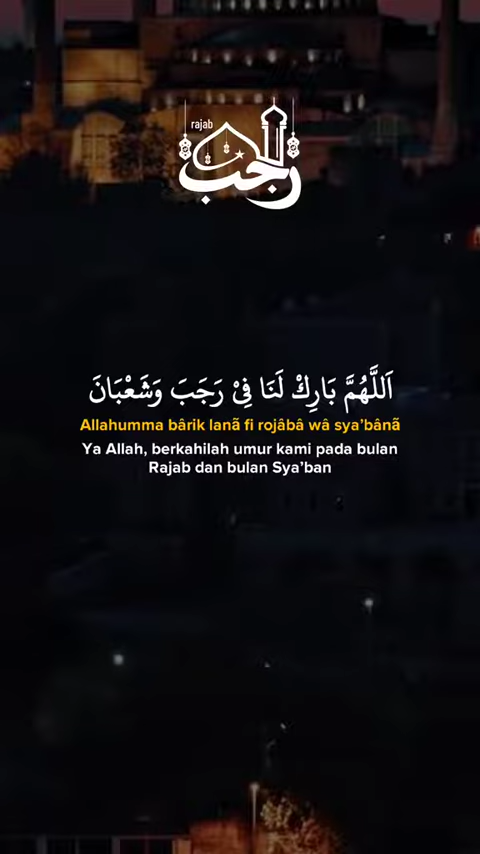 rajab
رجب
اَللَّهُمَّ بَارِكْ لَنَا فِيْ رَجَبَ وَشَعْبَانَ
Allahumma bârik lanã fi rojâbâ wâ sya’bânã
Ya Allah, berkahilah umur kami pada bulan
Rajab dan bulan Sya’ban